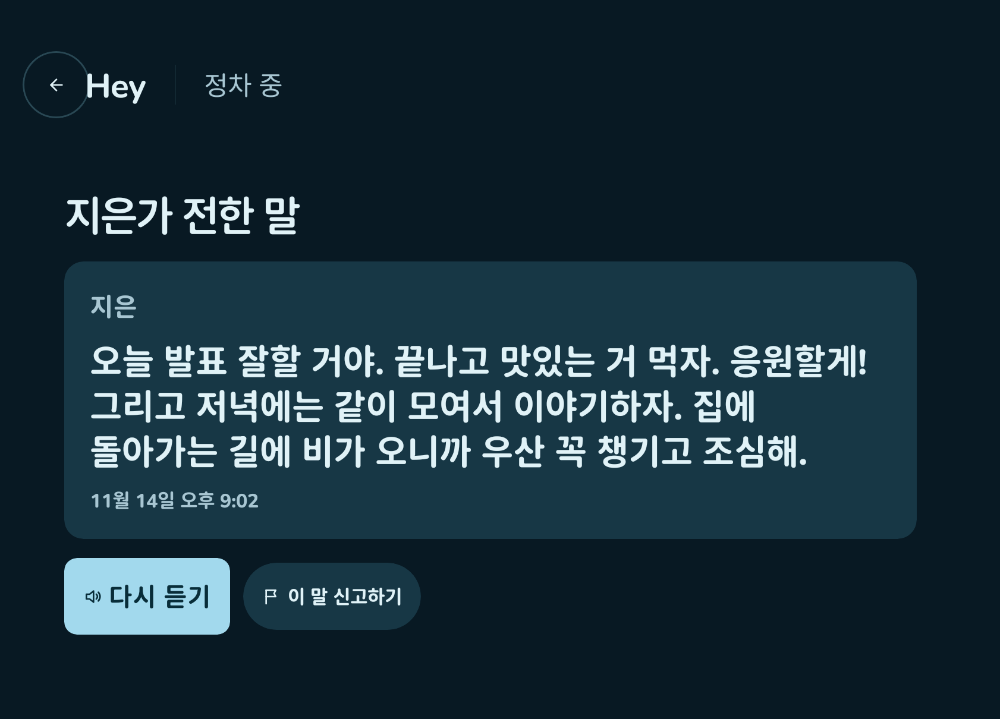 Hey
정차 중
지은가 전한 말
지은
오늘 발표 잘할 거야. 끝나고 맛있는 거 먹자. 응원할게!
그리고 저녁에는 같이 모여서 이야기하자. 집에
돌아가는 길에 비가 오니까 우산 꼭 챙기고 조심해.
11월 14일 오후 9:02
다시 듣기
이 말 신고하기